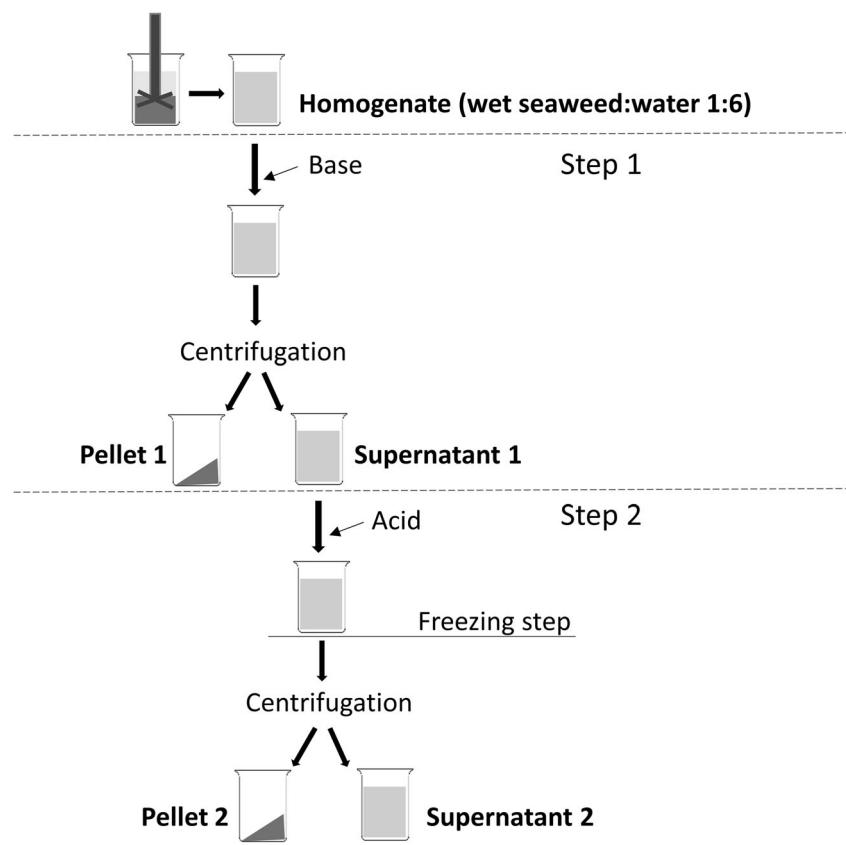 Homogenate (wet seaweed:water 1:6)
Base
Step 1
Centrifugation
Pellet 1
Supernatant 1
Step 2
Acid
Freezing step
Centrifugation
Pellet 2
Supernatant 2